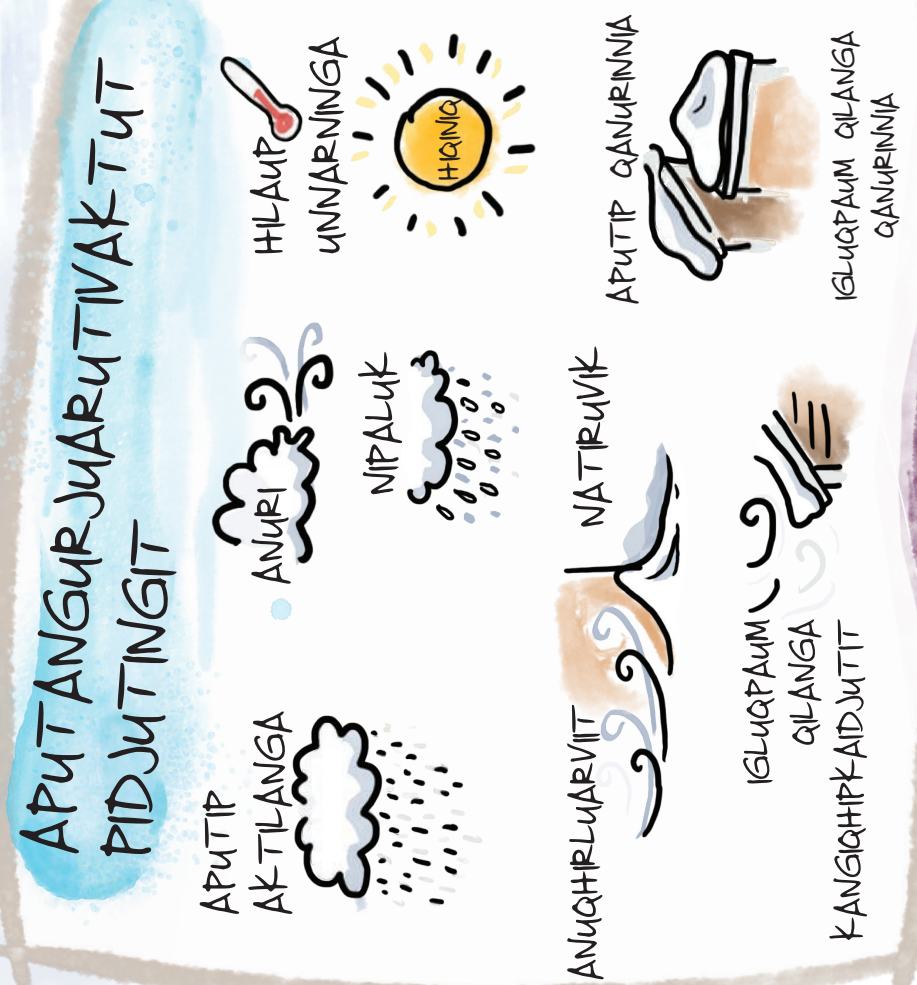 APUTANGURJUARUTIVAKTUT
PIDJUTINGIT
APUTIP
AKTILANGA
ANURI
NIPALUK
HILAUP
UNNARNINGA
HIQINIQ
ANUQHIRLUARVIIT
NATIRUVIK
APUTIP QANURINNIA
IGLUQPAUM
QILANGA
KANGIQHIPKAIDJUTIT
IGLUQPAUM QILANGA
QANURINNIA